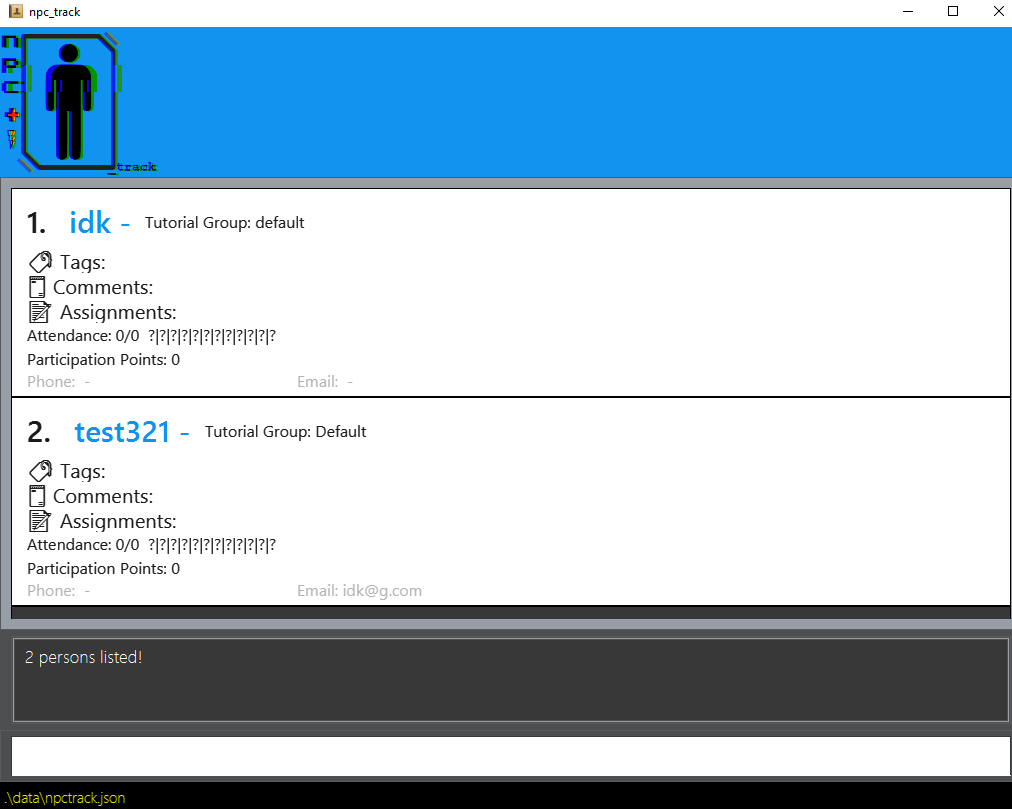 npc_track
n
P
C
_track
1. idk - Tutorial Group: default
Tags:
Comments:
Assignments:
Attendance: 0/0 ?|?|?|?|?|?|?|?|?|?|?|?
Participation Points: 0
Phone: - Email: -
2. test321 - Tutorial Group: Default
Tags:
Comments:
Assignments:
Attendance: 0/0 ?|?|?|?|?|?|?|?|?|?|?|?
Participation Points: 0
Phone: - Email: idk@g.com
2 persons listed!
.\data\npctrack.json